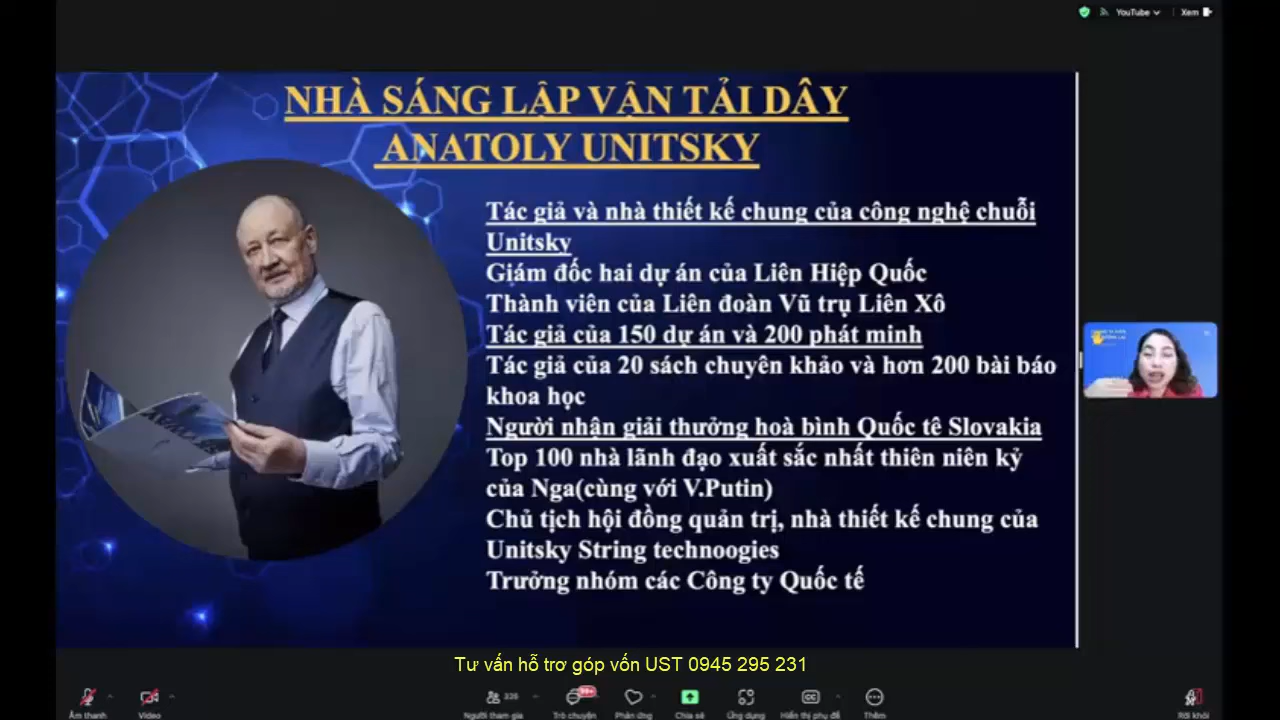 YouTube
Xem
NHÀ SÁNG LẬP VẬN TẢI DÂY
ANATOLY UNITSKY
Tác giả và nhà thiết kế chung của công nghệ chuỗi
Unitsky
Giám đốc hai dự án của Liên Hiệp Quốc
Thành viên của Liên đoàn Vũ trụ Liên Xô
Tác giả của 150 dự án và 200 phát minh
Tác giả của 20 sách chuyên khảo và hơn 200 bài báo
khoa học
Người nhận giải thưởng hoà bình Quốc tê Slovakia
Top 100 nhà lãnh đạo xuất sắc nhất thiên niên kỷ
của Nga(cùng với V.Putin)
Chủ tịch hội đồng quản trị, nhà thiết kế chung của
Unitsky String technoogies
Trưởng nhóm các Công ty Quốc tế
Tư vấn hỗ trơ góp vốn UST 0945 295 231
335
99+
Âm thanh
Video
Người tham gia
Trò chuyện
Phản ứng
Chia sẻ
Ứng dụng
Hiển thị phụ đề
Thêm
Rời khỏi